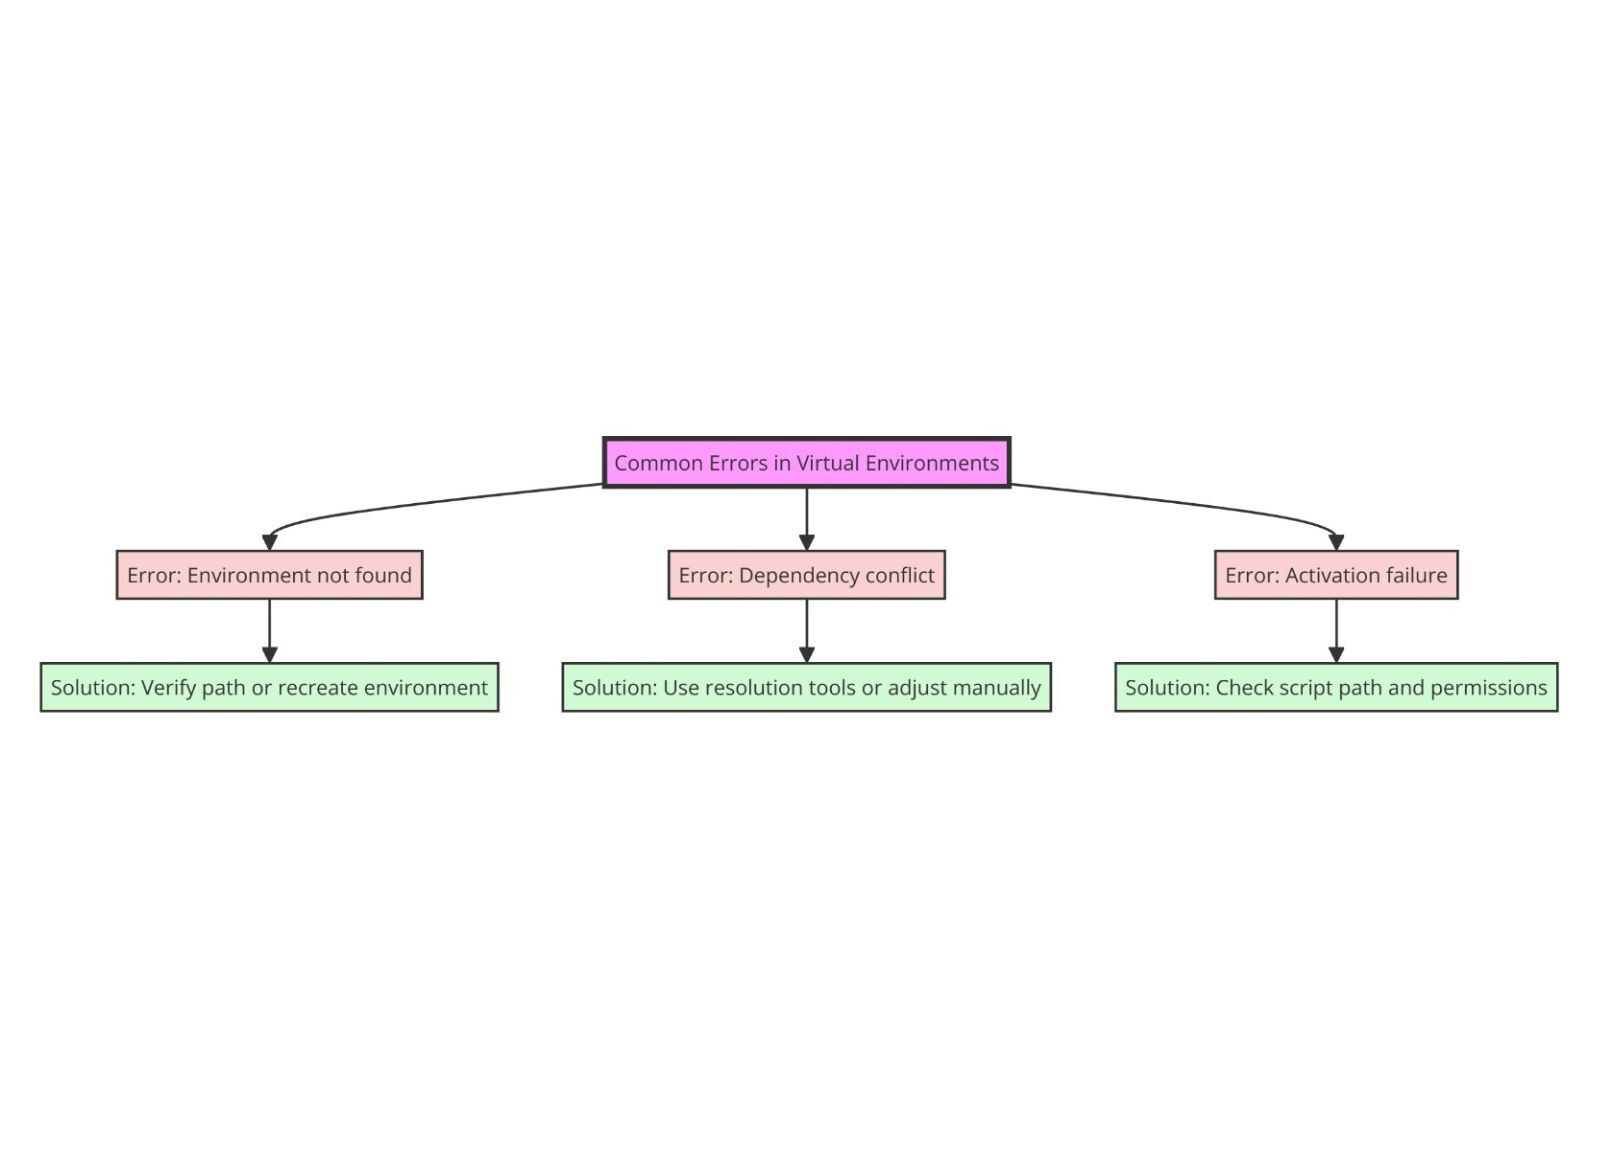 Common Errors in Virtual Environments
Error: Environment not found
Error: Dependency conflict
Error: Activation failure
Solution: Verify path or recreate environment
Solution: Use resolution tools or adjust manually
Solution: Check script path and permissions